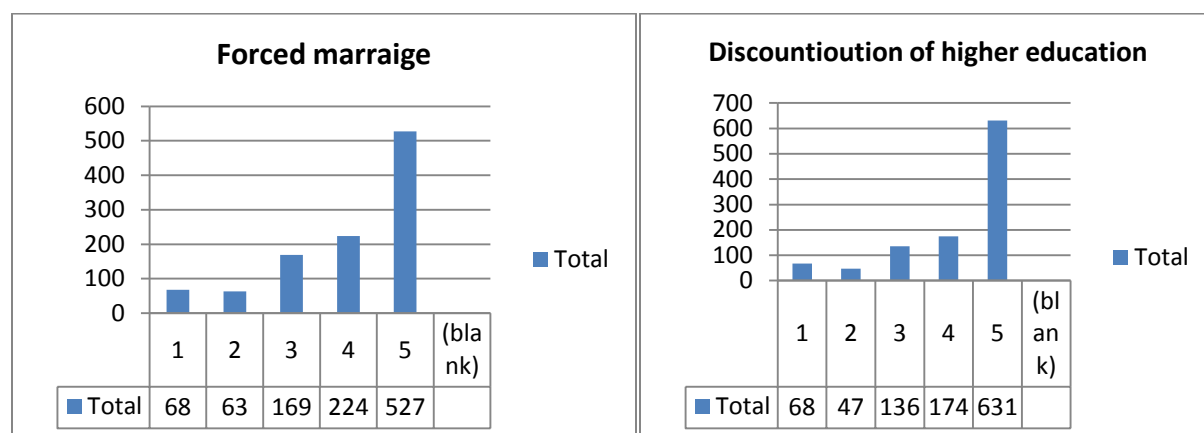 Forced marraige
600
500
400
300
200
100
0
1 2 3 4 5 (bla
nk)
Total 68 63 169 224 527
Total
Discountioution of higher education
700
600
500
400
300
200
100
0
1 2 3 4 5 (bl
an
k)
Total 68 47 136 174 631
Total